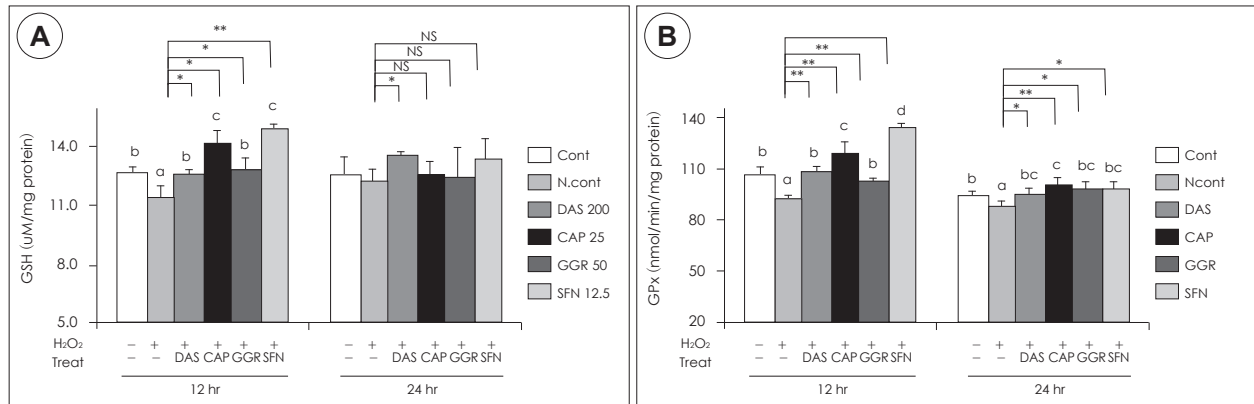 A
**
*
*
*
NS
NS
NS
*
GSH (uM/mg protein)
14.0
11.0
8.0
5.0
b
a
b
c
b
c
Cont
N.cont
DAS 200
CAP 25
GGR 50
SFN 12.5
H₂O₂ – + + + + + – + + + + +
Treat – – DAS CAP GGR SFN – – DAS CAP GGR SFN
12 hr 24 hr
B
**
**
**
*
*
**
*
GPx (nmol/min/mg protein)
140
110
80
50
20
b
a
b
c
b
d
b
a
bc
c
bc
bc
Cont
Ncont
DAS
CAP
GGR
SFN
H₂O₂ – + + + + + – + + + + +
Treat – – DAS CAP GGR SFN – – DAS CAP GGR SFN
12 hr 24 hr